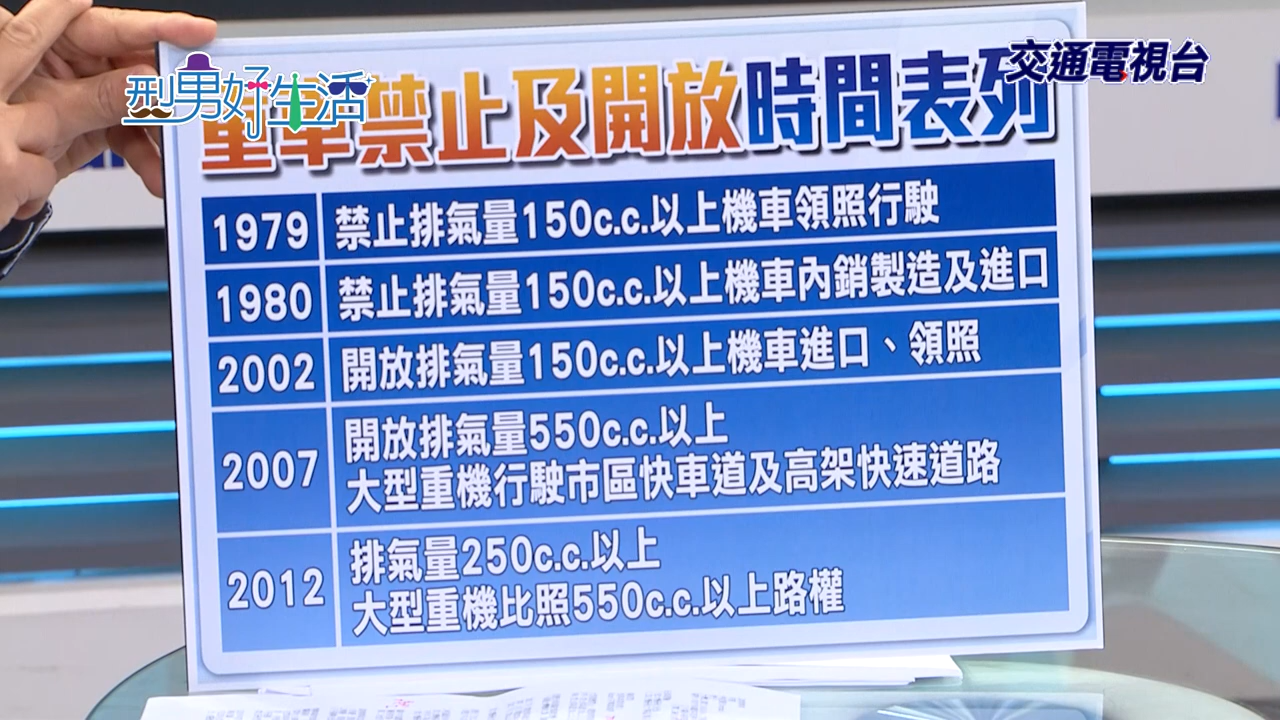 交通電視台
型男好生活
重車禁止及開放時間表列
1979 禁止排氣量150c.c.以上機車領照行駛
1980 禁止排氣量150c.c.以上機車內銷製造及進口
2002 開放排氣量150c.c.以上機車進口、領照
2007 開放排氣量550c.c.以上
大型重機行駛市區快車道及高架快速道路
2012 排氣量250c.c.以上
大型重機比照550c.c.以上路權